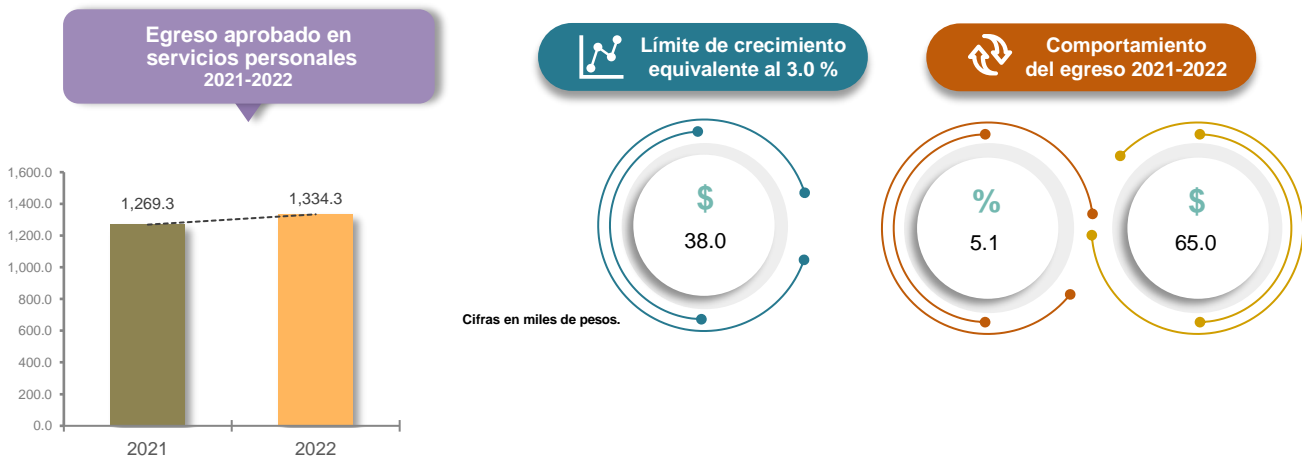 Egreso aprobado en
servicios personales
2021-2022
1,600.0
1,400.0
1,200.0
1,000.0
800.0
600.0
400.0
200.0
0.0
1,269.3
1,334.3
2021
2022
Límite de crecimiento
equivalente al 3.0 %
$
38.0
Cifras en miles de pesos.
Comportamiento
del egreso 2021-2022
%
5.1
$
65.0